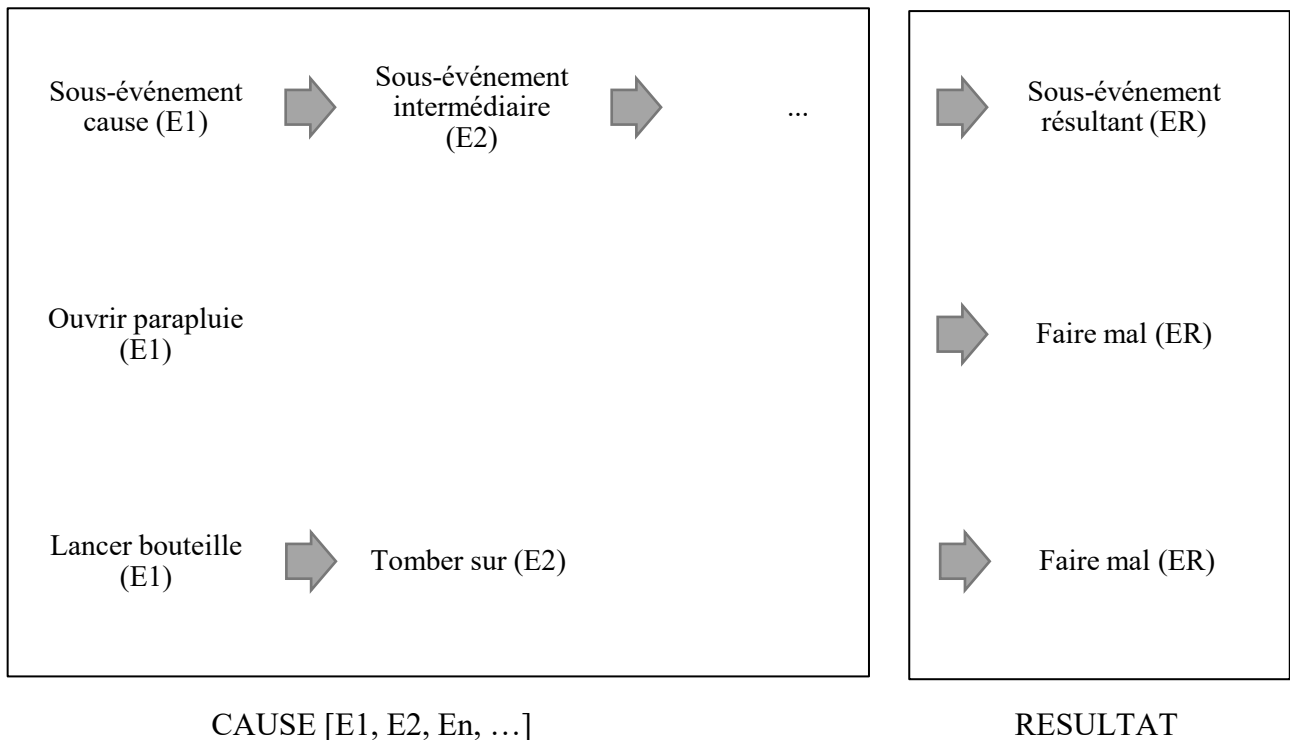 Sous-événement
cause (E1)
Sous-événement
intermédiaire
(E2)
...
Sous-événement
résultant (ER)
Ouvrir parapluie
(E1)
Faire mal (ER)
Lancer bouteille
(E1)
Tomber sur (E2)
Faire mal (ER)
CAUSE [E1, E2, En, …]
RESULTAT